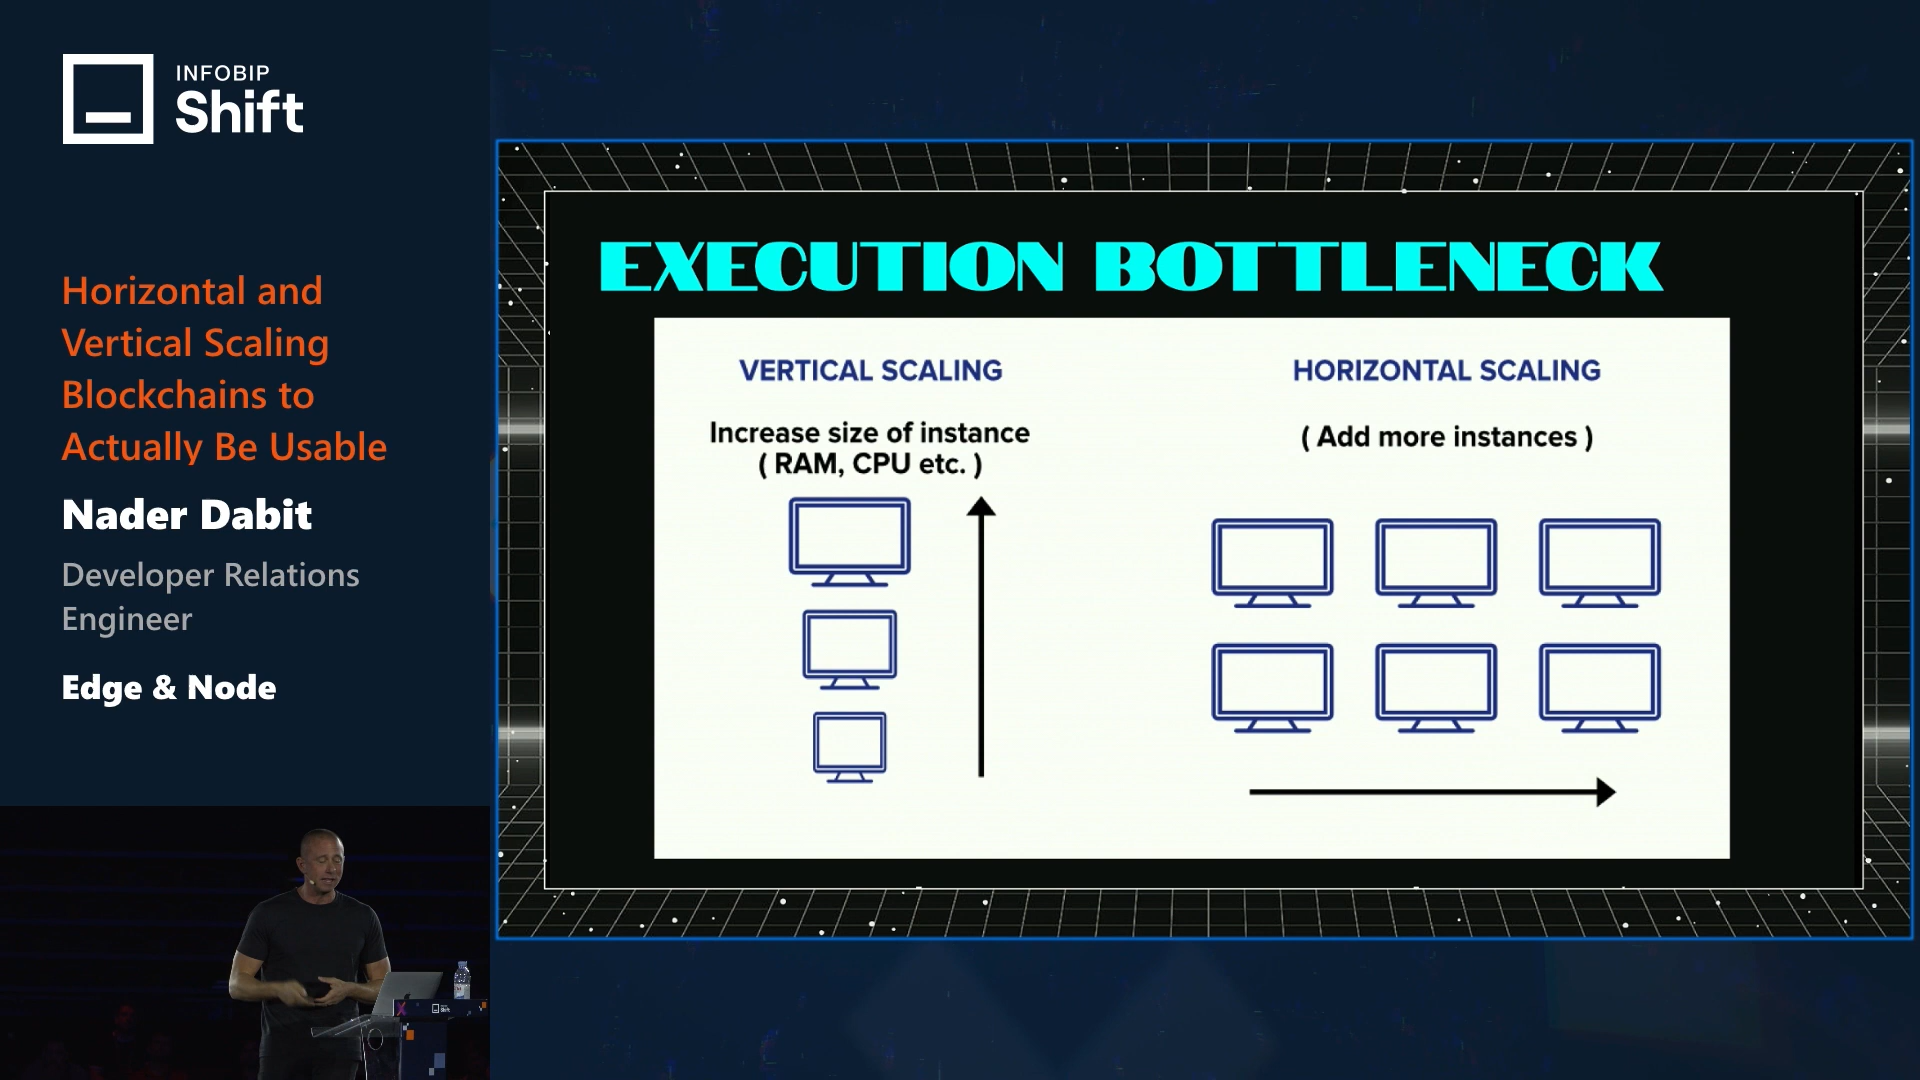 INFOBIP
Shift
Horizontal and
Vertical Scaling
Blockchains to
Actually Be Usable
Nader Dabit
Developer Relations
Engineer
Edge & Node
EXECUTION BOTTLENECK
VERTICAL SCALING
Increase size of instance
( RAM, CPU etc. )
HORIZONTAL SCALING
( Add more instances )
Shift